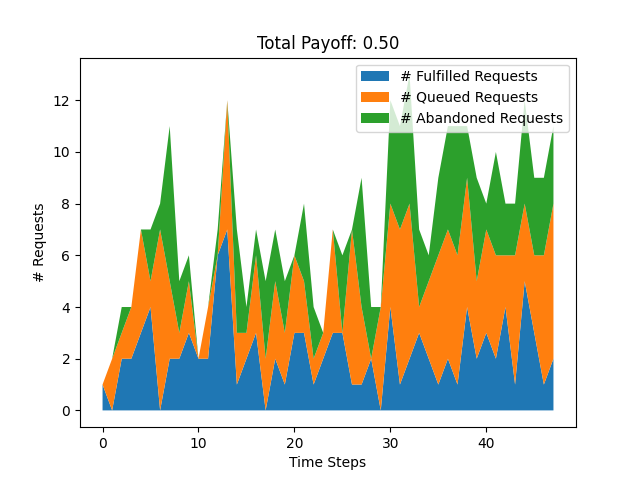 Total Payoff: 0.50
# Fulfilled Requests
# Queued Requests
# Abandoned Requests
12
10
8
6
4
2
0
# Requests
0 10 20 30 40
Time Steps